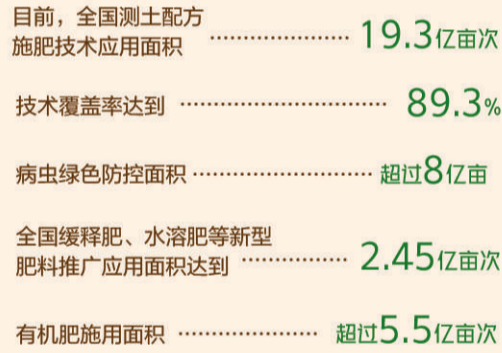 目前，全国测土配方
施肥技术应用面积 ………………… 19.3亿亩次
技术覆盖率达到 ………………………… 89.3%
病虫绿色防控面积 ……………………… 超过8亿亩
全国缓释肥、水溶肥等新型
肥料推广应用面积达到 …………… 2.45亿亩次
有机肥施用面积 ………………… 超过5.5亿亩次